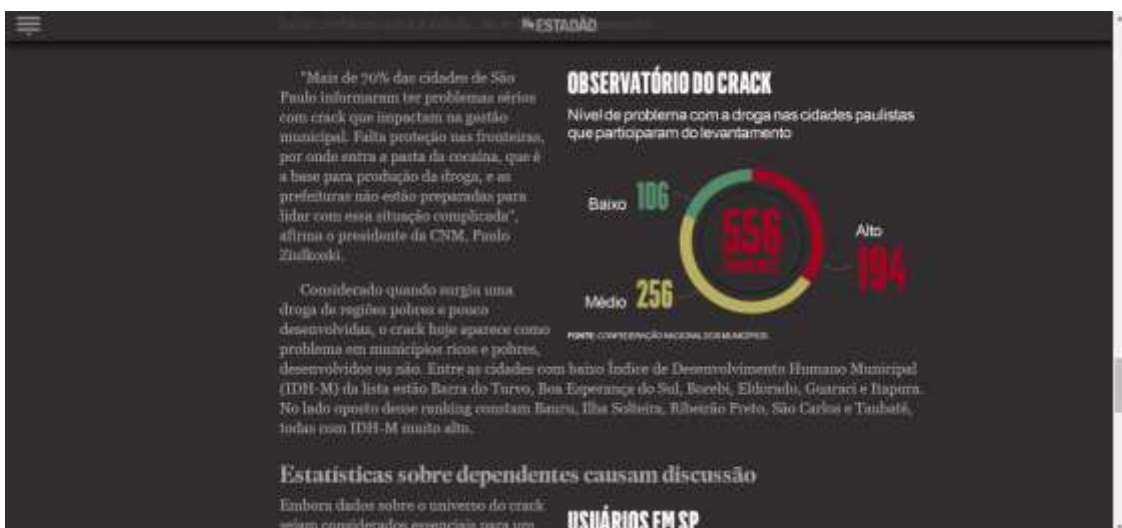 ESTADÃO
"Mais de 70% das cidades de São
Paulo informaram ter problemas sérios
com crack que impactam na gestão
municipal. Falta proteção nas fronteiras,
por onde entra a pasta da cocaína, que é
a base para produção da droga, e as
prefeituras não estão preparadas para
lidar com essa situação complicada",
afirma o presidente da CNM, Paulo
Ziulkoski.
Considerado quando surgiu uma
droga de regiões pobres e pouco
desenvolvidas, o crack hoje aparece como
problema em municípios ricos e pobres,
desenvolvidos ou não. Entre as cidades com baixo Índice de Desenvolvimento Humano Municipal
(IDH-M) da lista estão Barra do Turvo, Boa Esperança do Sul, Borebi, Eldorado, Guaraci e Itapura.
No lado oposto desse ranking constam Bauru, Ilha Solteira, Ribeirão Preto, São Carlos e Taubaté,
todas com IDH-M muito alto.
OBSERVATÓRIO DO CRACK
Nível de problema com a droga nas cidades paulistas
que participaram do levantamento
Baixo 106
556
Alto
194
Médio 256
FONTE: CONFEDERAÇÃO NACIONAL DOS MUNICÍPIOS
Estatísticas sobre dependentes causam discussão
Embora dados sobre o universo do crack
sejam considerados essenciais para um
USUÁRIOS EM SP